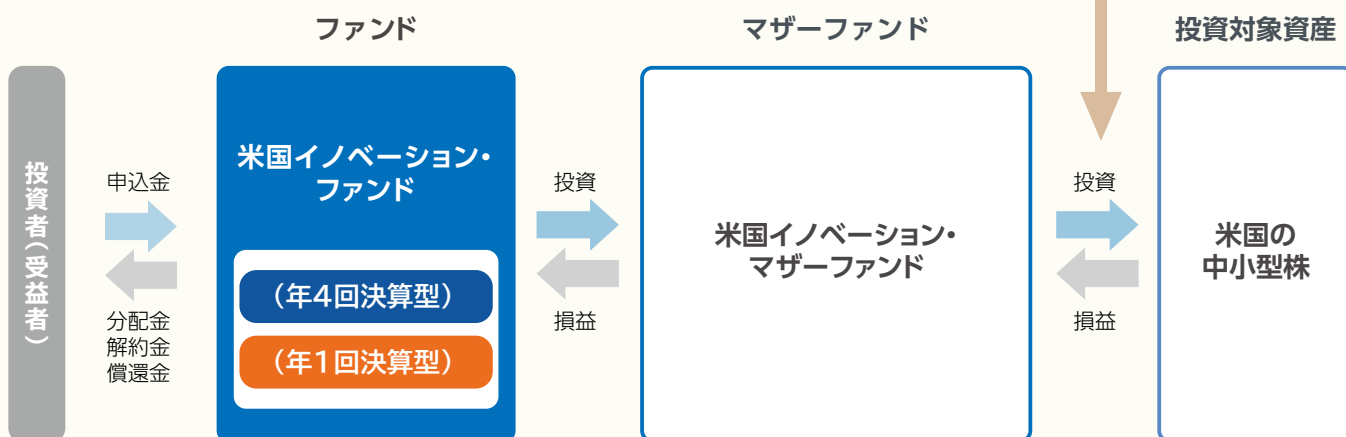 ファンド
マザーファンド
投資対象資産
投資者(受益者)
申込金
分配金
解約金
償還金
米国イノベーション・
ファンド
(年4回決算型)
(年1回決算型)
投資
損益
米国イノベーション・
マザーファンド
投資
損益
米国の
中小型株